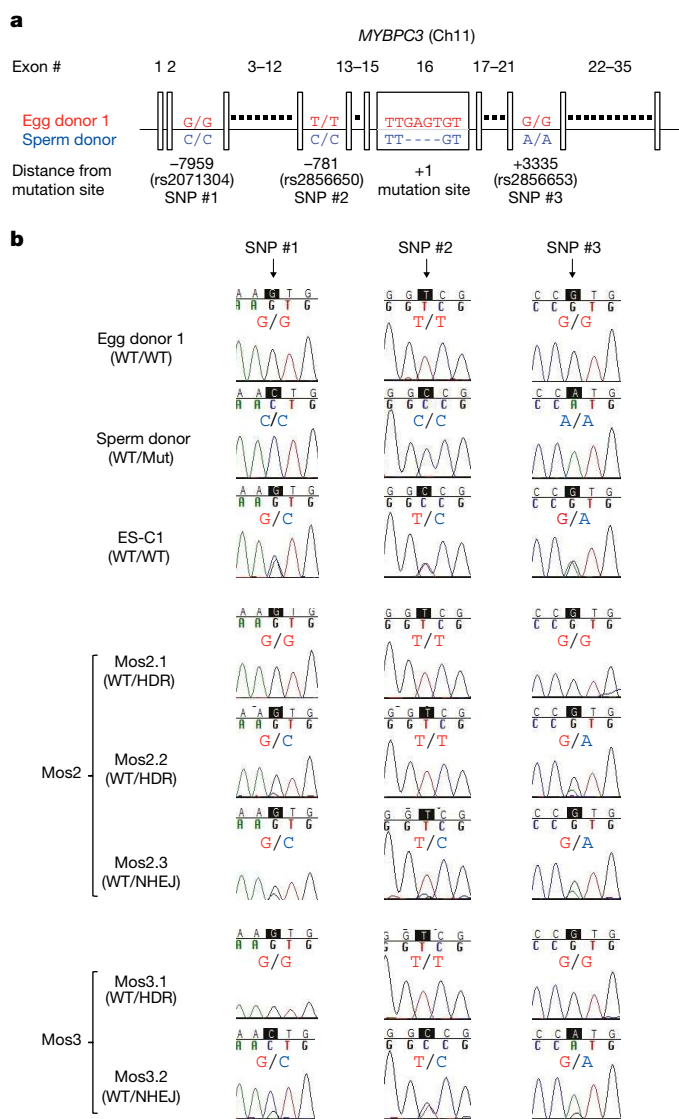 a
MYBPC3 (Ch11)
Exon # 1 2 3–12 13–15 16 17–21 22–35
Egg donor 1 G/G T/T TTGAGTGT G/G
Sperm donor C/C C/C TT----GT A/A
Distance from mutation site
−7959 (rs2071304) SNP #1
−781 (rs2856650) SNP #2
+1 mutation site
+3335 (rs2856653) SNP #3
b
SNP #1 SNP #2 SNP #3
A A G T G G G T C G C C G T G
A A G T G G G T C G C C G T G
Egg donor 1 (WT/WT) G/G T/T G/G
A A C T G G G C C G C C A T G
A A C T G G G C C G C C A T G
Sperm donor (WT/Mut) C/C C/C A/A
A A G T G G G C C G C C G T G
A A G T G G G C C G C C G T G
ES-C1 (WT/WT) G/C T/C G/A
A A G T G G G T C G C C G T G
A A G T G G G T C G C C G T G
Mos2.1 (WT/HDR) G/G T/T G/G
A A G T G G G T C G C C G T G
A A G T G G G T C G C C G T G
Mos2
Mos2.2 (WT/HDR) G/C T/T G/A
A A G T G G G T C G C C G T G
A A G T G G G T C G C C G T G
Mos2.3 (WT/NHEJ) G/C T/C G/A
A A G T G G G T C G C C G T G
A A G T G G G T C G C C G T G
Mos3.1 (WT/HDR) G/G T/T G/G
Mos3
A A C T G G G C C G C C A T G
A A C T G G G C C G C C A T G
Mos3.2 (WT/NHEJ) G/C T/C G/A